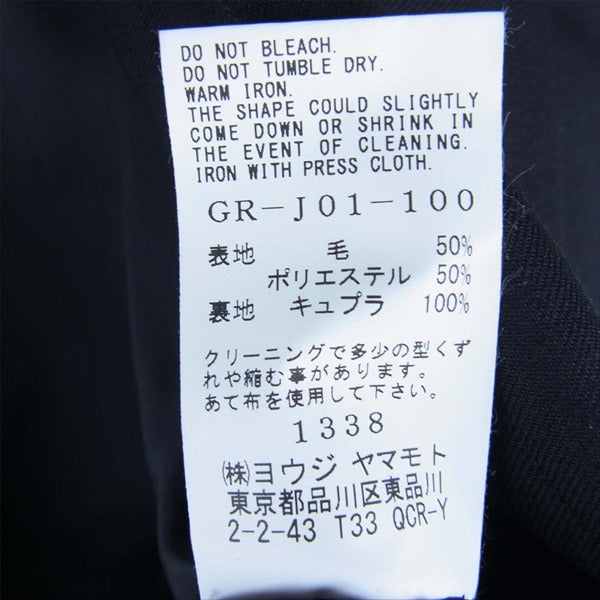 DO NOT BLEACH.
DO NOT TUMBLE DRY.
WARM IRON.
THE SHAPE COULD SLIGHTLY
COME DOWN OR SHRINK IN
THE EVENT OF CLEANING.
IRON WITH PRESS CLOTH.
GR-J01-100
表地 毛 50%
ポリエステル 50%
裏地 キュプラ 100%
クリーニングで多少の型くず
れや縮む事があります。
あて布を使用して下さい。
1338
㈱ヨウジ ヤマモト
東京都品川区東品川
2-2-43 T33 QCR-Y